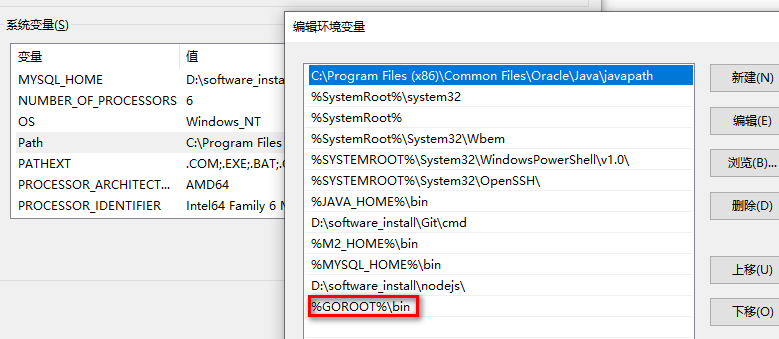 系统变量(S)
变量 值
MYSQL_HOME D:\software_insta
NUMBER_OF_PROCESSORS 6
OS Windows_NT
Path C:\Program Files
PATHEXT .COM;.EXE;.BAT;.
PROCESSOR_ARCHITECT... AMD64
PROCESSOR_IDENTIFIER Intel64 Family 6 M
编辑环境变量
C:\Program Files (x86)\Common Files\Oracle\Java\javapath
%SystemRoot%\system32
%SystemRoot%
%SystemRoot%\System32\Wbem
%SYSTEMROOT%\System32\WindowsPowerShell\v1.0\
%SYSTEMROOT%\System32\OpenSSH\
%JAVA_HOME%\bin
D:\software_install\Git\cmd
%M2_HOME%\bin
%MYSQL_HOME%\bin
D:\software_install\nodejs\
%GOROOT%\bin
新建(N)
编辑(E)
浏览(B)...
删除(D)
上移(U)
下移(O)